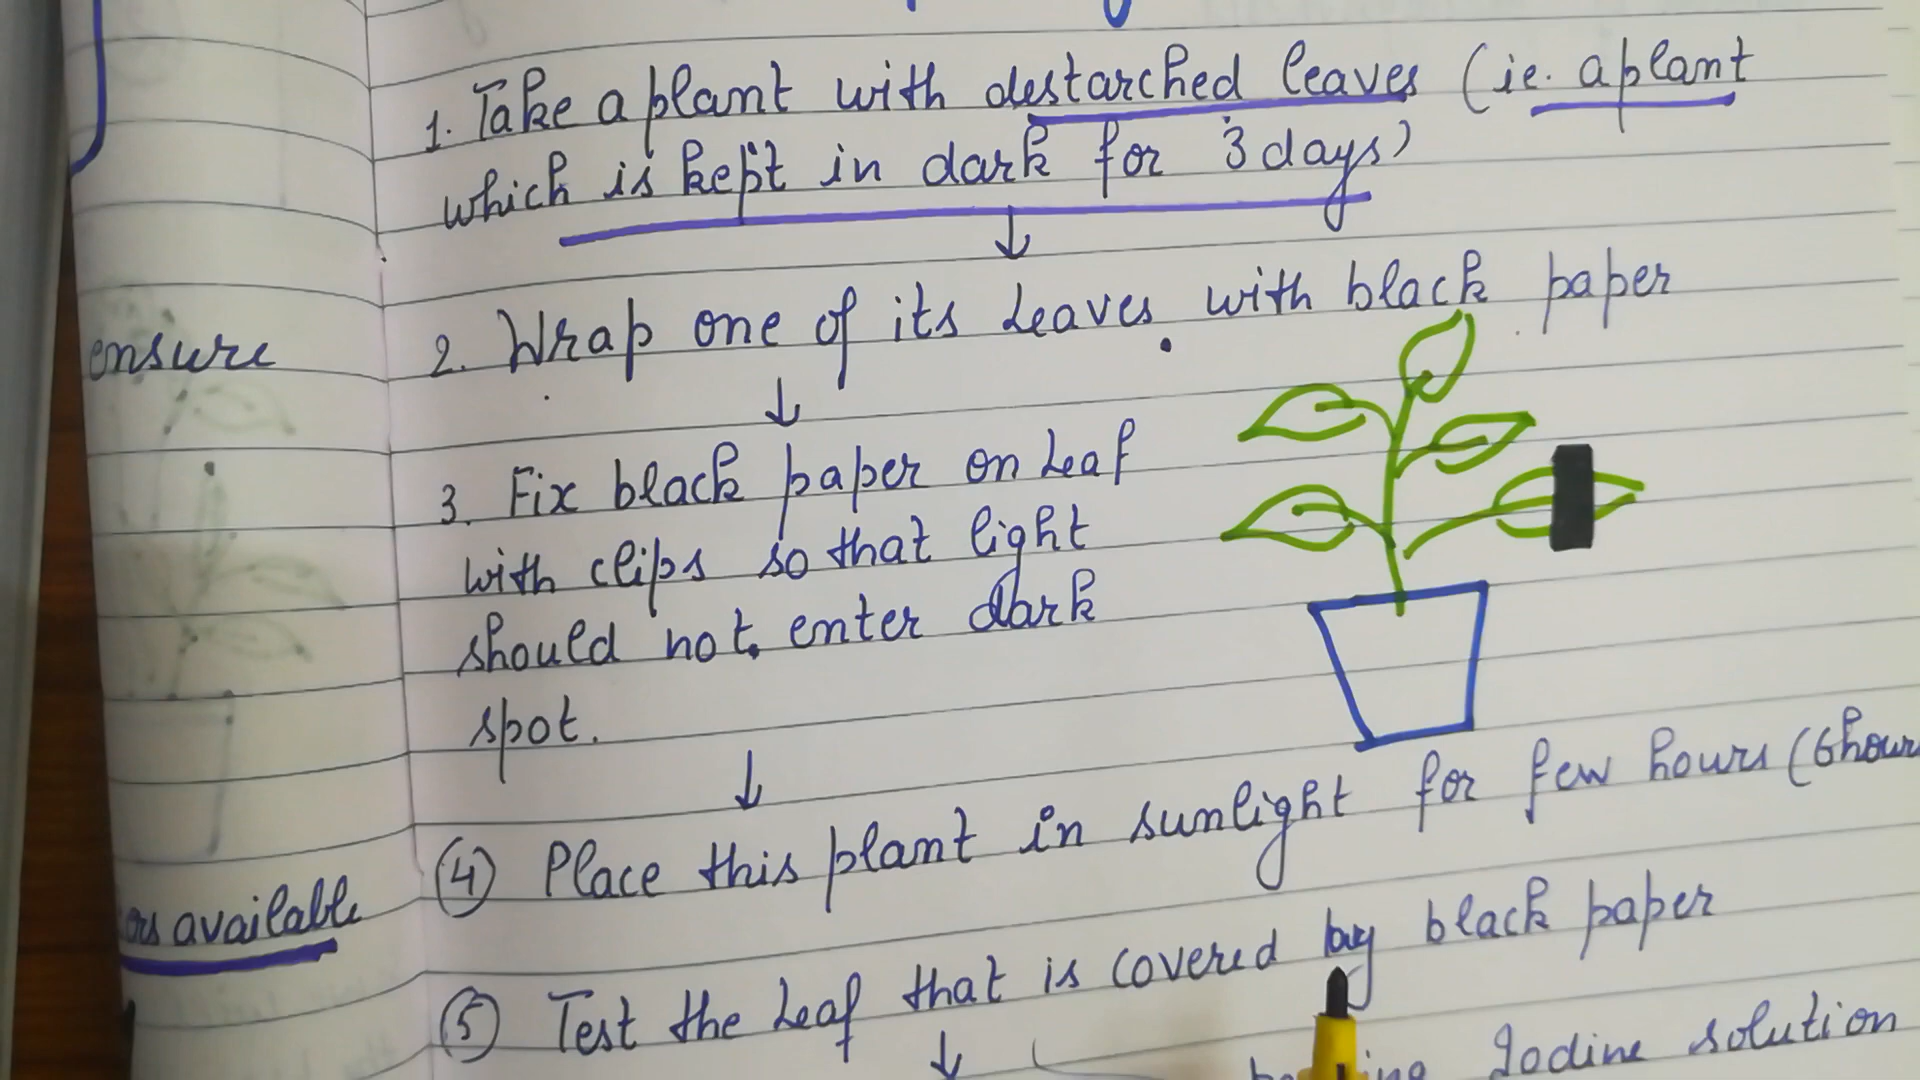 1. Take a plant with destarched leaves (ie. a plant
which is kept in dark for 3 days)
↓
ensure
2. Wrap one of its leaves with black paper
↓
3. Fix black paper on leaf
with clips so that light
should not enter dark
spot.
↓
④ Place this plant in sunlight for few hours (6 hour
available
⑤ Test the leaf that is covered by black paper
↓
Iodine solution